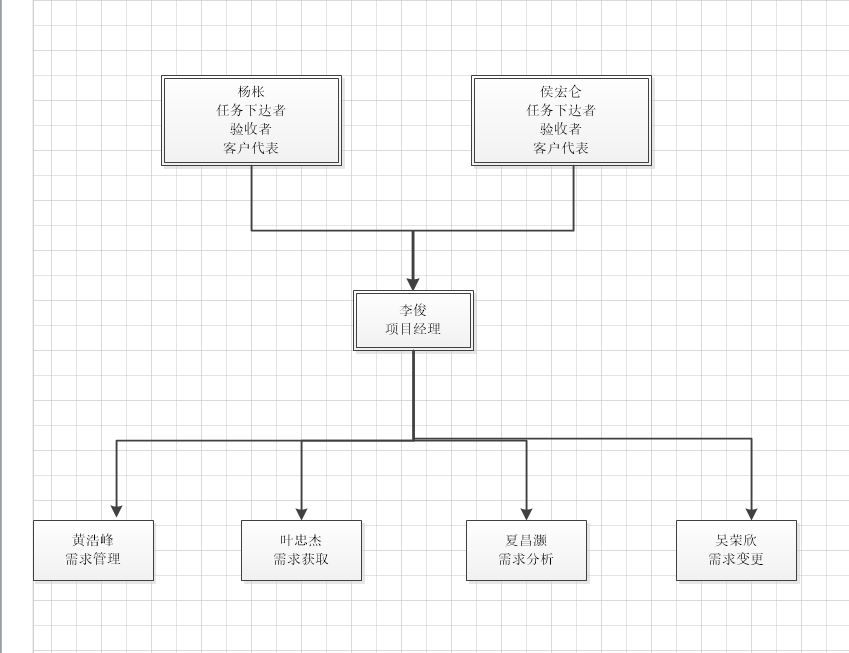 杨枨
任务下达者
验收者
客户代表
侯宏仑
任务下达者
验收者
客户代表
李俊
项目经理
黄浩峰
需求管理
叶忠杰
需求获取
夏昌灏
需求分析
吴荣欣
需求变更